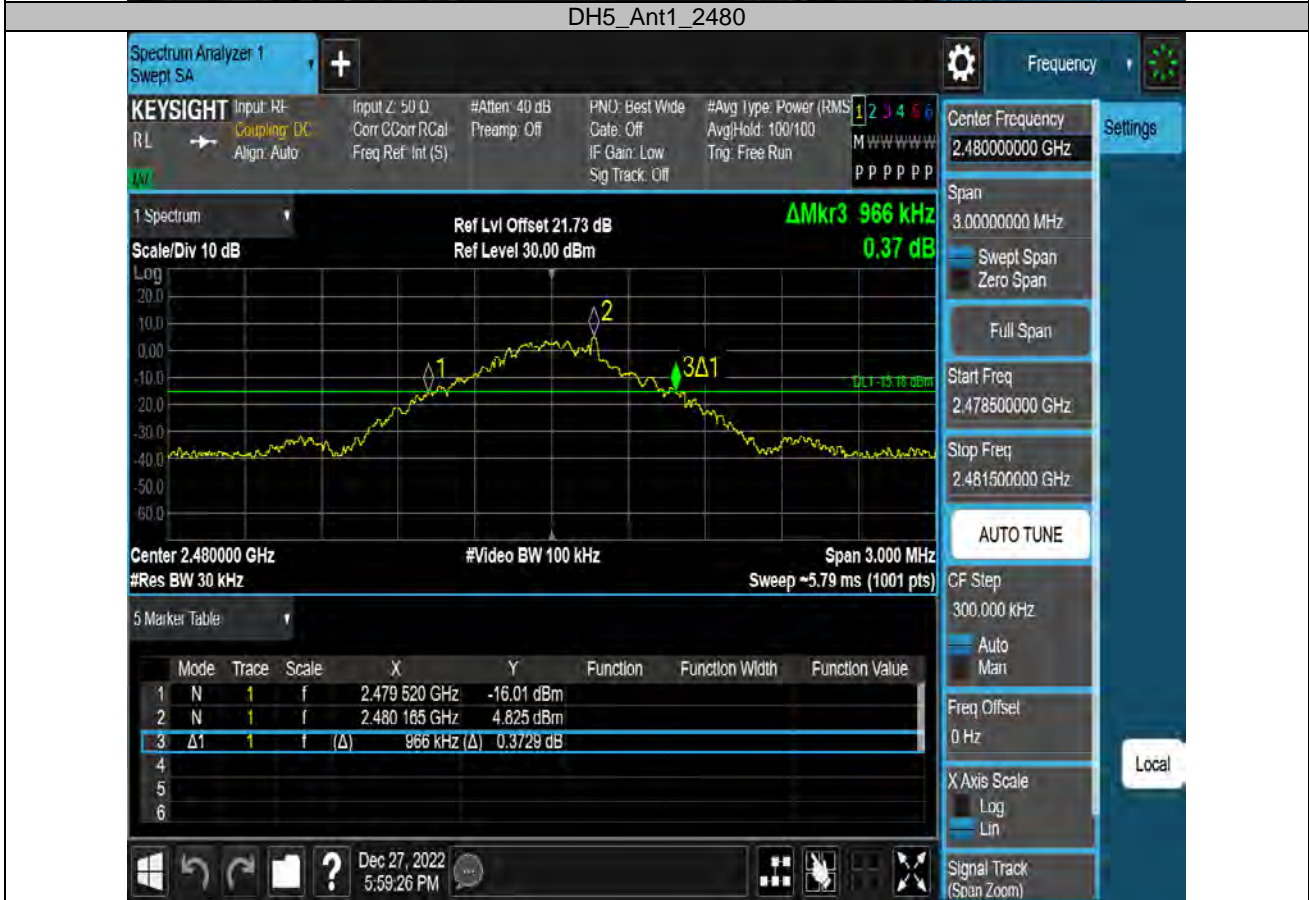 DH5_Ant1_2480
Spectrum Analyzer 1
Swept SA
+
Frequency
KEYSIGHT
RL
Input: RF
Coupling: DC
Align: Auto
Input Z: 50 Ω
Corr CCorr RCal
Freq Ref: Int (S)
#Atten: 40 dB
Preamp: Off
PNO: Best Wide
Gate: Off
IF Gain: Low
Sig Track: Off
#Avg Type: Power (RMS
Avg|Hold: 100/100
Trig: Free Run
1 2 3 4 5 6
M W W W W W
P P P P P P
1 Spectrum
Scale/Div 10 dB
Ref Lvl Offset 21.73 dB
Ref Level 30.00 dBm
ΔMkr3 966 kHz
0.37 dB
Log
20.0
10.0
0.00
-10.0
-20.0
-30.0
-40.0
-50.0
-60.0
1
2
3Δ1
DL1 -15.18 dBm
Center 2.480000 GHz
#Video BW 100 kHz
Span 3.000 MHz
#Res BW 30 kHz
Sweep ~5.79 ms (1001 pts)
5 Marker Table
Mode Trace Scale X Y Function Function Width Function Value
1 N 1 f 2.479 520 GHz -16.01 dBm
2 N 1 f 2.480 165 GHz 4.825 dBm
3 Δ1 1 f (Δ) 966 kHz (Δ) 0.3729 dB
4
5
6
Dec 27, 2022
5:59:26 PM
?
Center Frequency
2.480000000 GHz
Settings
Span
3.00000000 MHz
Swept Span
Zero Span
Full Span
Start Freq
2.478500000 GHz
Stop Freq
2.481500000 GHz
AUTO TUNE
CF Step
300.000 kHz
Auto
Man
Freq Offset
0 Hz
X Axis Scale
Log
Lin
Signal Track
(Span Zoom)
Local